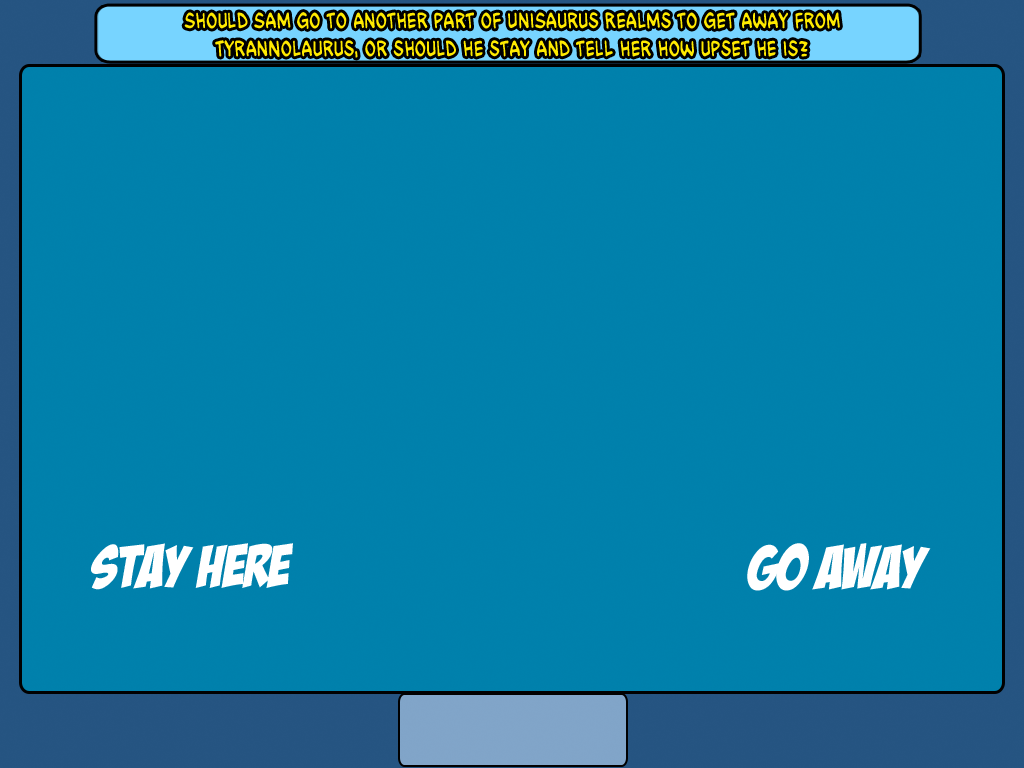 SHOULD SAM GO TO ANOTHER PART OF UNISAURUS REALMS TO GET AWAY FROM
TYRANNOLAURUS, OR SHOULD HE STAY AND TELL HER HOW UPSET HE IS?
STAY HERE
GO AWAY